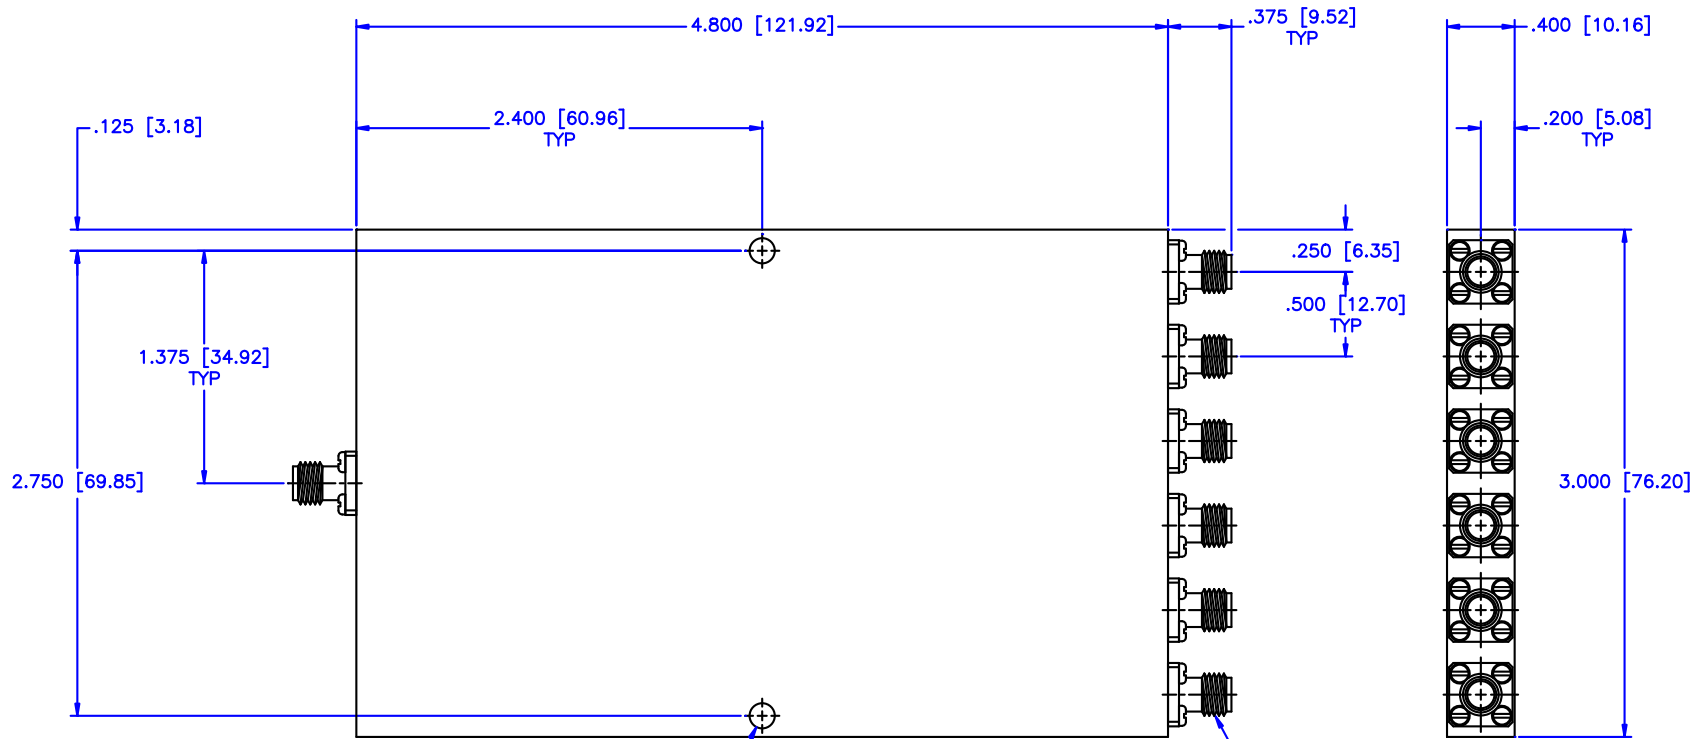 4.800 [121.92]
.375 [9.52]
TYP
.400 [10.16]
.125 [3.18]
2.400 [60.96]
TYP
.200 [5.08]
TYP
.250 [6.35]
.500 [12.70]
TYP
1.375 [34.92]
TYP
2.750 [69.85]
3.000 [76.20]